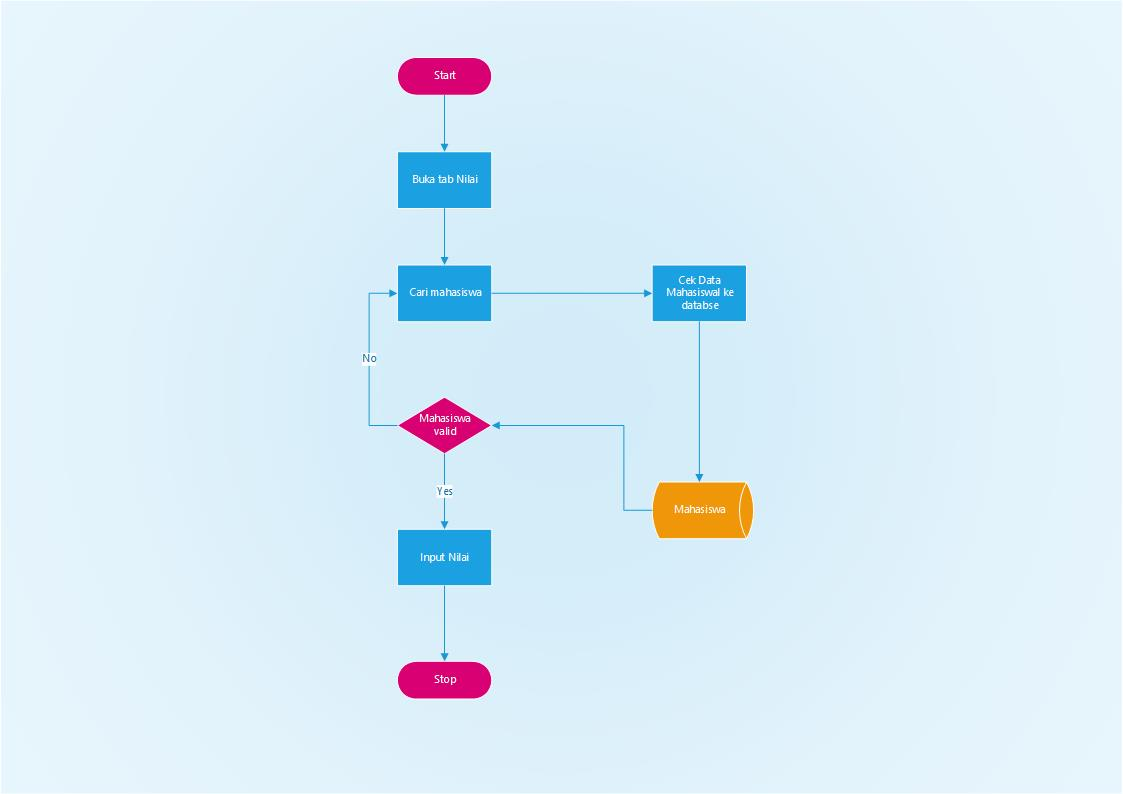 Start
Buka tab Nilai
Cari mahasiswa
Cek Data
Mahasiswal ke
databse
No
Mahasiswa
valid
Yes
Mahasiswa
Input Nilai
Stop